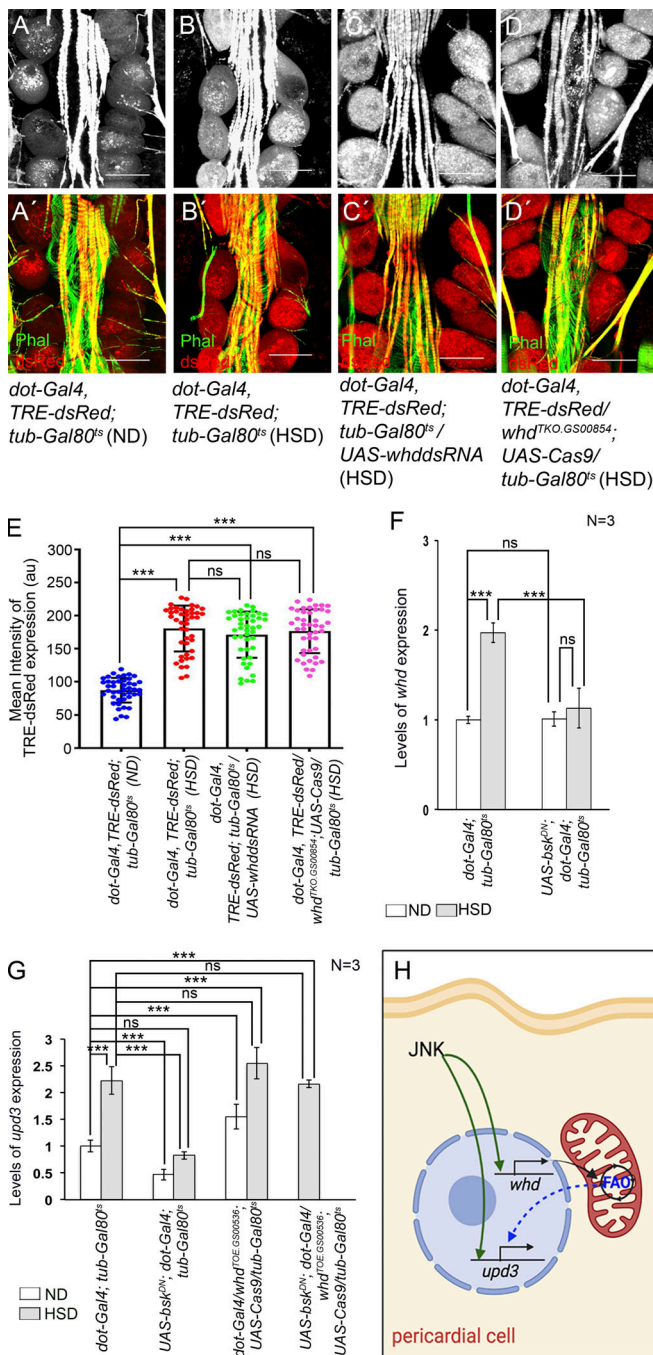 A
B
C
D
A′
B′
C′
D′
Phal
dsRed
Phal
dsRed
Phal
dsRed
Phal
dsRed
dot-Gal4,
TRE-dsRed;
tub-Gal80ts (ND)
dot-Gal4,
TRE-dsRed;
tub-Gal80ts (HSD)
dot-Gal4,
TRE-dsRed;
tub-Gal80ts /
UAS-whddsRNA
(HSD)
dot-Gal4,
TRE-dsRed/
whdTKO.GS00854;
UAS-Cas9/
tub-Gal80ts (HSD)
E
***
***
ns
***
ns
Mean Intensity of
TRE-dsRed expression (au)
300
250
200
150
100
50
0
dot-Gal4,TRE-dsRed;
tub-Gal80ts (ND)
dot-Gal4, TRE-dsRed;
tub-Gal80ts (HSD)
dot-Gal4,
TRE-dsRed; tub-Gal80ts /
UAS-whddsRNA (HSD)
dot-Gal4, TRE-dsRed/
whdTKO.GS00854;UAS-Cas9/
tub-Gal80ts (HSD)
F
N=3
ns
***
***
ns
Levels of whd expression
3
2
1
0
dot-Gal4;
tub-Gal80ts
UAS-bskDN;
dot-Gal4;
tub-Gal80ts
ND
HSD
G
N=3
***
ns
***
ns
***
ns
***
***
***
Levels of upd3 expression
3
2.5
2
1.5
1
0.5
0
dot-Gal4; tub-Gal80ts
UAS-bskDN; dot-Gal4;
tub-Gal80ts
dot-Gal4/whdTOE.GS00536;
UAS-Cas9/tub-Gal80ts
UAS-bskDN; dot-Gal4/
whdTOE.GS00536;
UAS-Cas9/tub-Gal80ts
ND
HSD
H
JNK
whd
FAO
upd3
pericardial cell